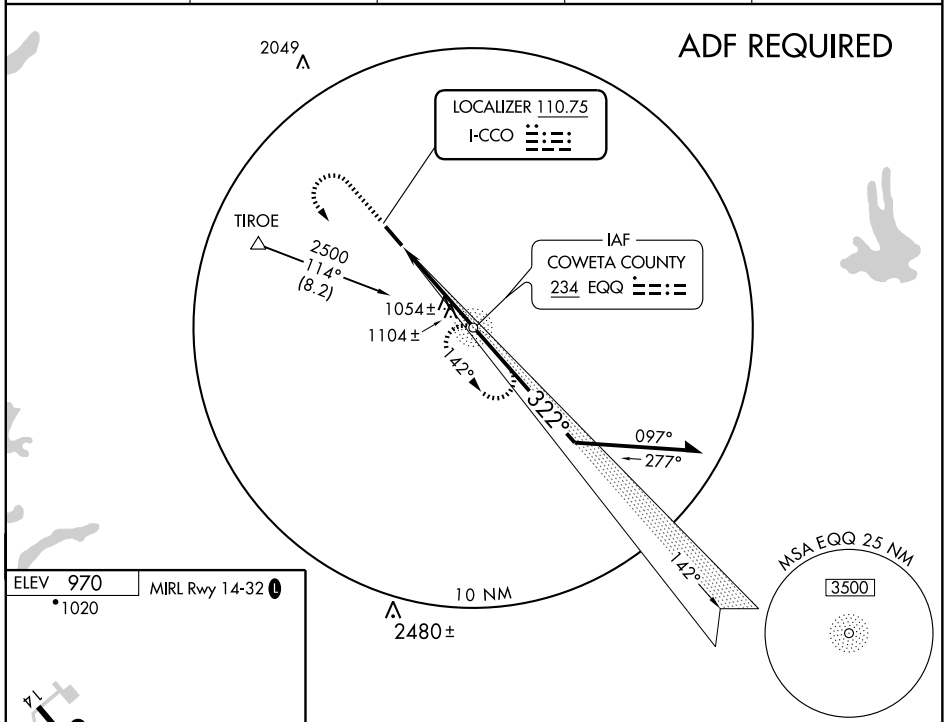 ADF REQUIRED
2049
LOCALIZER 110.75
I-CCO
TIROE
2500
114°
(8.2)
IAF
COWETA COUNTY
234 EQQ
1054±
1104±
142°
322°
097°
277°
142°
10 NM
2480±
MSA EQQ 25 NM
3500
ELEV 970
MIRL Rwy 14-32 L
1020
14